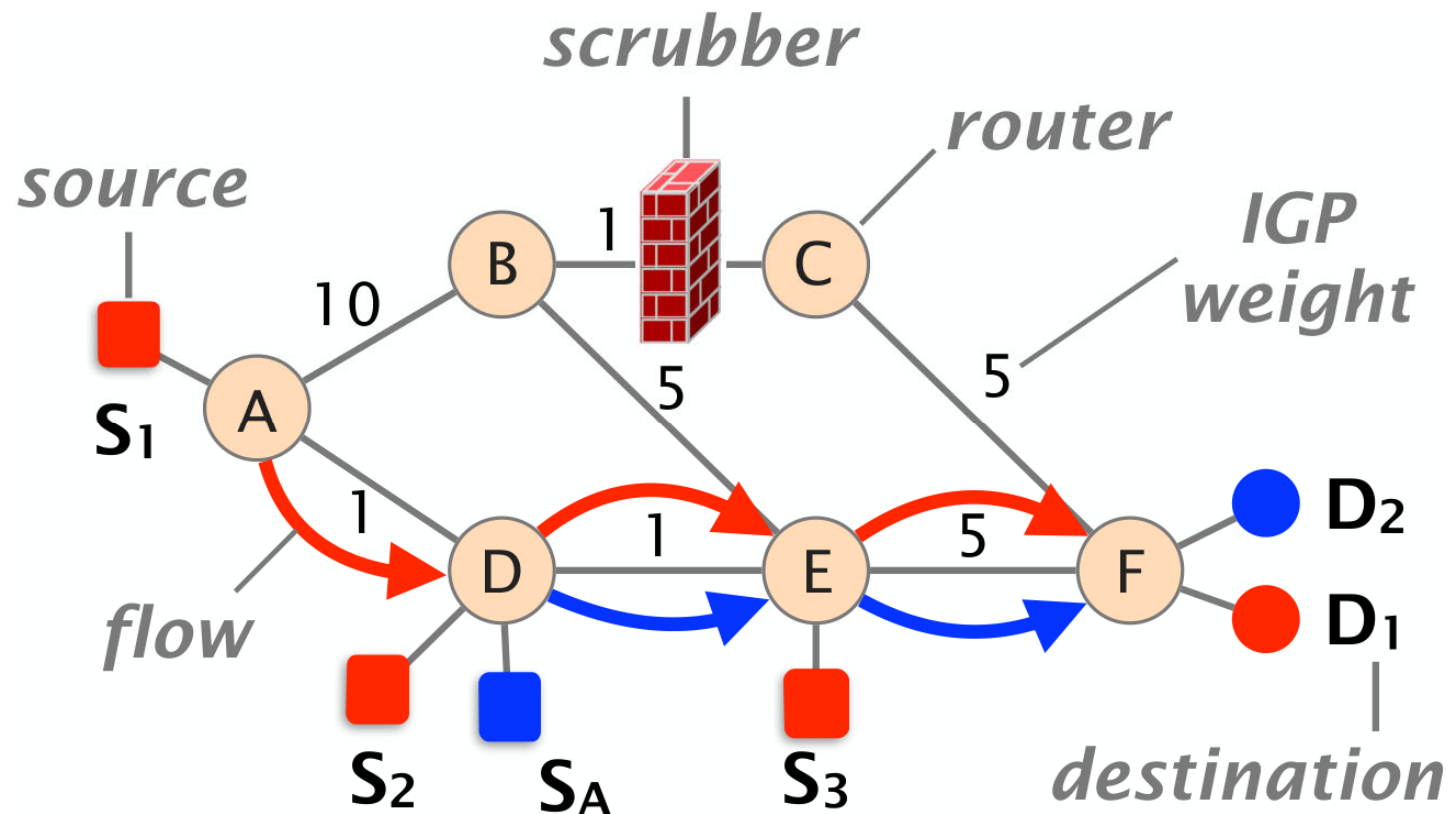 scrubber
router
source
IGP
weight
1
B
C
10
5
5
A
S1
D2
1
1
5
D
E
F
D1
flow
S2
SA
S3
destination